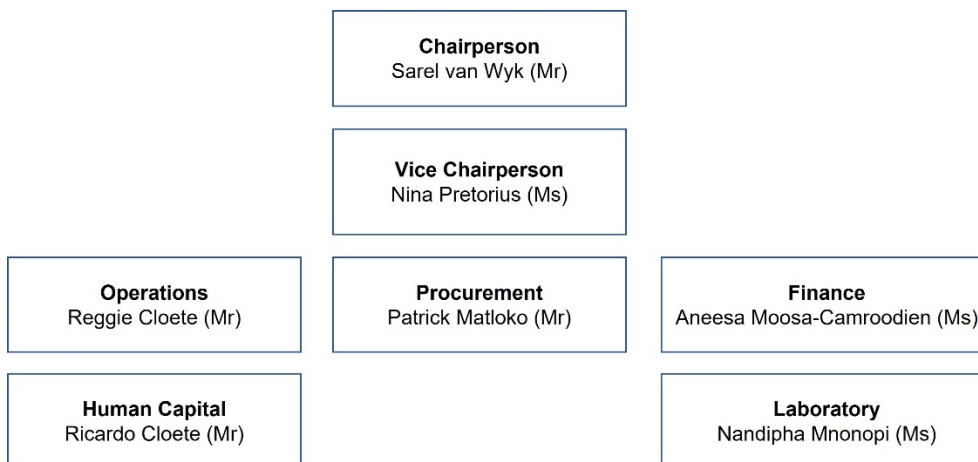 Chairperson
Sarel van Wyk (Mr)
Vice Chairperson
Nina Pretorius (Ms)
Operations
Reggie Cloete (Mr)
Procurement
Patrick Matloko (Mr)
Finance
Aneesa Moosa-Camroodien (Ms)
Human Capital
Ricardo Cloete (Mr)
Laboratory
Nandipha Mnonopi (Ms)